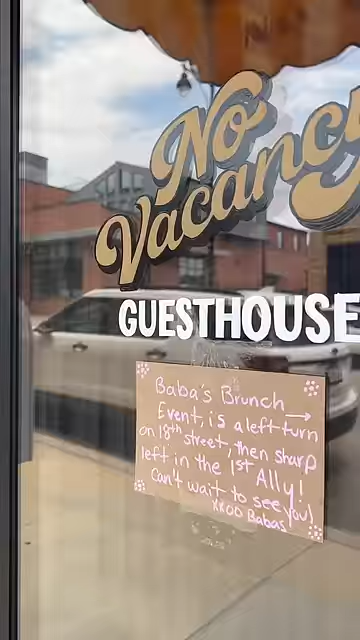 No
Vacancy
GUESTHOUSE
Baba's Brunch
Event, is a left turn
on 18th street, then sharp
left in the 1st Ally!
Can't wait to see you!
XXOO Babas